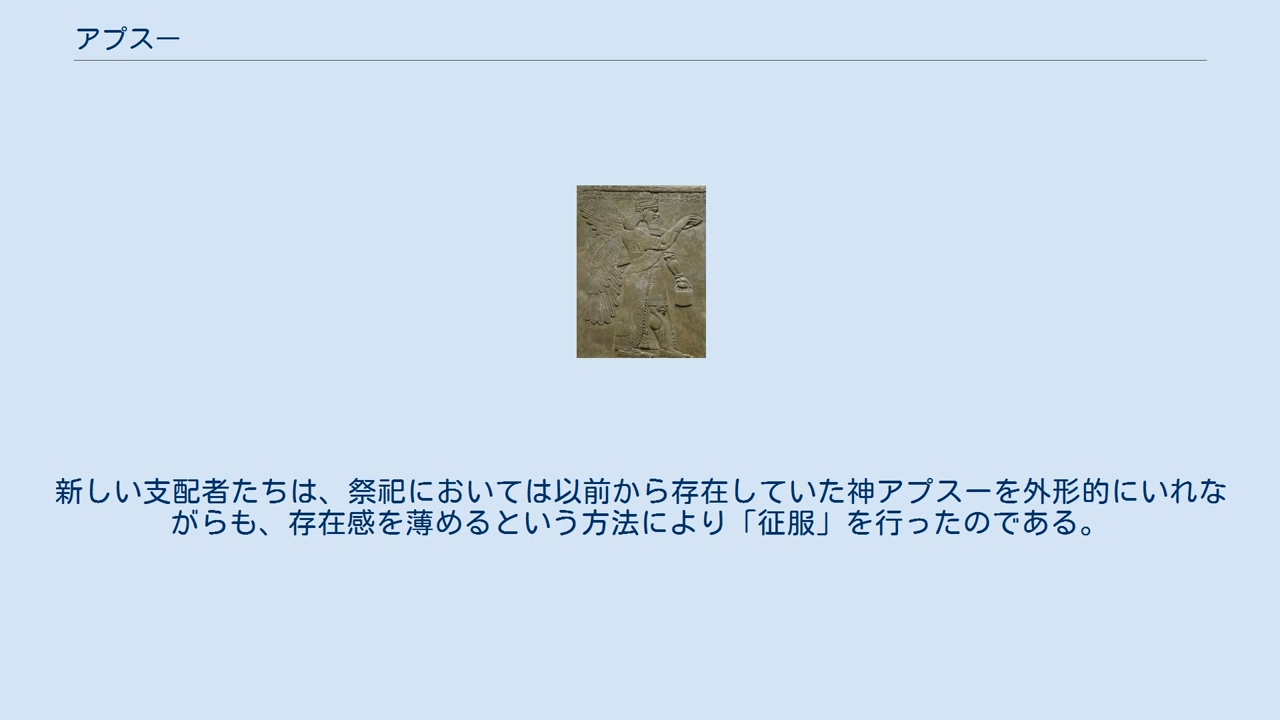 アプスー
新しい支配者たちは、祭祀においては以前から存在していた神アプスーを外形的にいれな
がらも、存在感を薄めるという方法により「征服」を行ったのである。